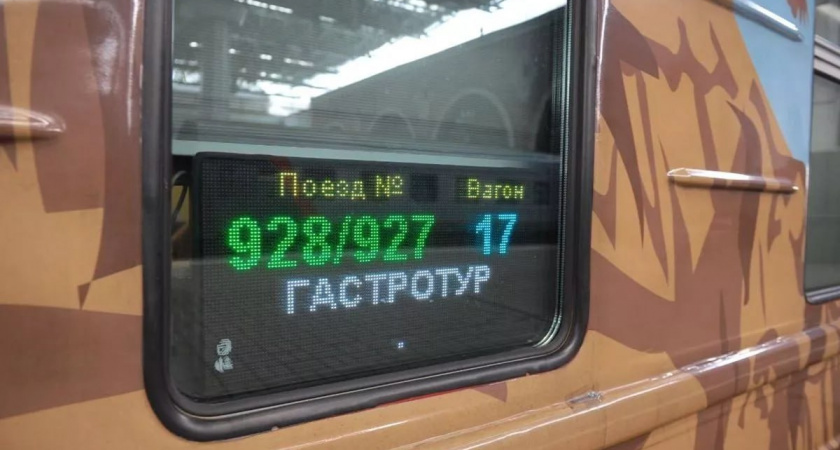 Поезд № Вагон
928/927 17
ГАСТРОТУР